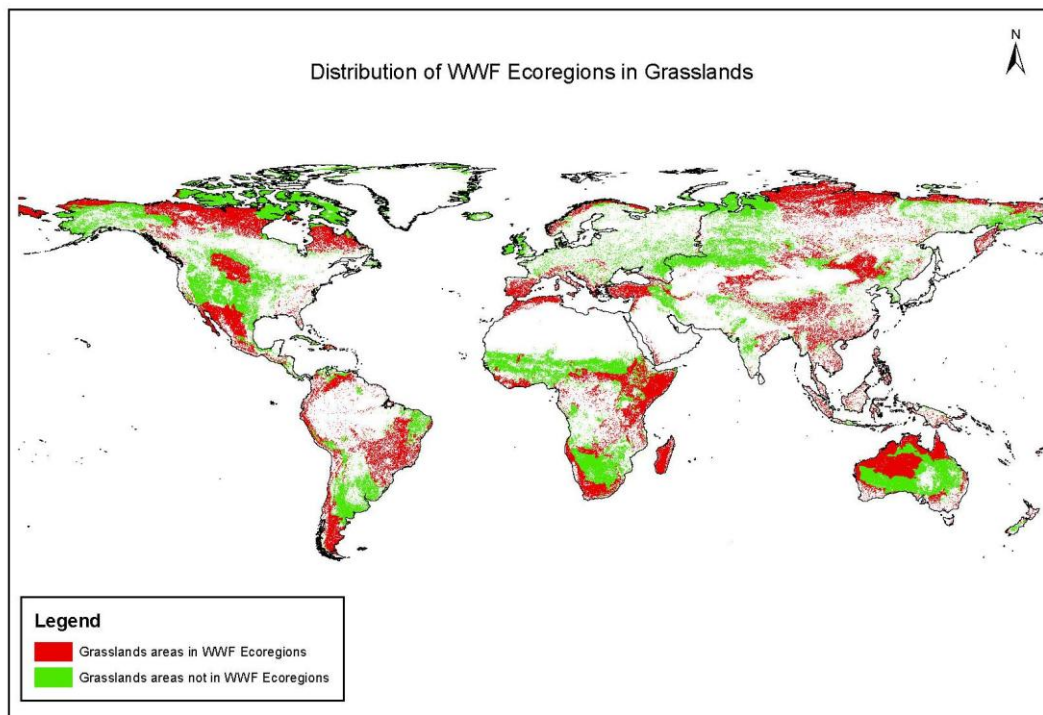 N
Distribution of WWF Ecoregions in Grasslands
Legend
Grasslands areas in WWF Ecoregions
Grasslands areas not in WWF Ecoregions